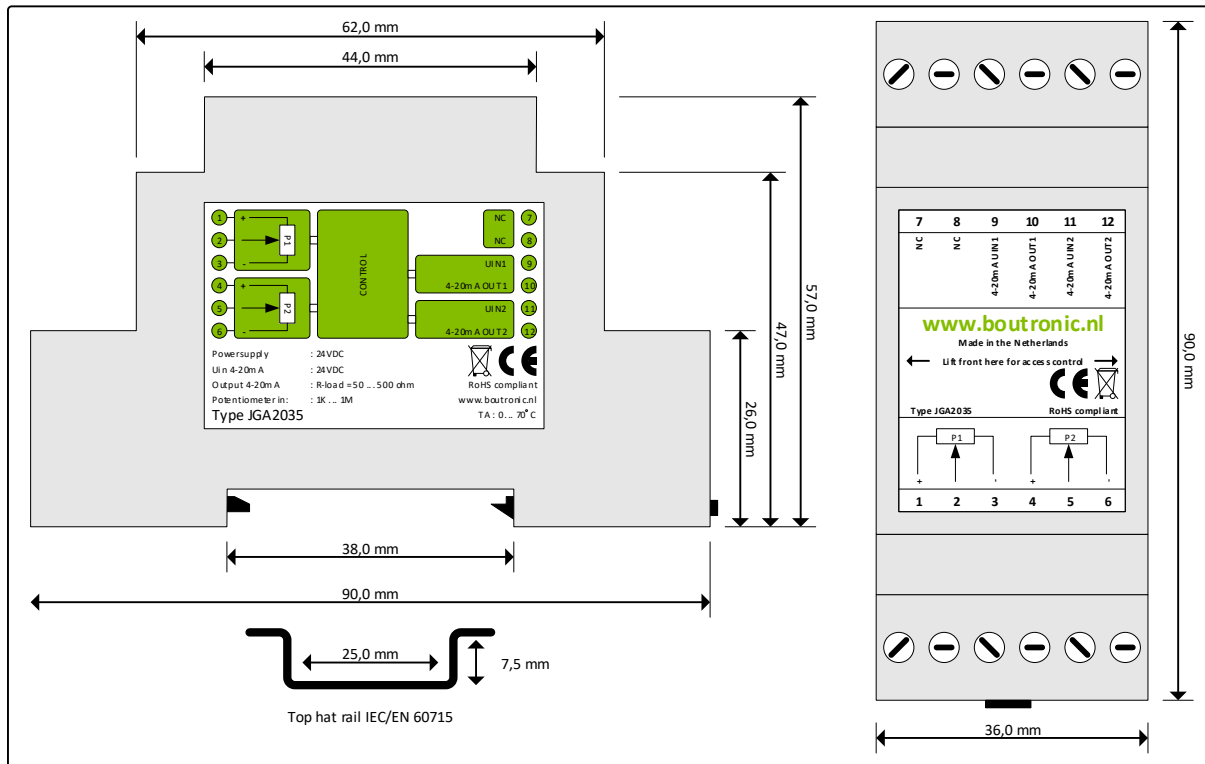 62,0 mm
44,0 mm
1 + P1 NC 7
2 NC 8
3 - UIN1 9
CONTROL
4 + P2 4-20mA OUT1 10
5 UIN2 11
6 - 4-20mA OUT2 12
Powersupply : 24VDC
Uin 4-20mA : 24VDC
Output 4-20mA : R-load = 50 ... 500 ohm
Potentiometer in: : 1K ... 1M
Type JGA2035
CE
RoHS compliant
www.boutronic.nl
TA : 0... 70°C
57,0 mm
47,0 mm
26,0 mm
38,0 mm
90,0 mm
25,0 mm
7,5 mm
Top hat rail IEC/EN 60715
7 8 9 10 11 12
NC
NC
4-20mA UIN1
4-20mA OUT1
4-20mA UIN2
4-20mA OUT2
www.boutronic.nl
Made in the Netherlands
Lift front here for access control
CE
Type JGA2035 RoHS compliant
P1 P2
+ - + -
1 2 3 4 5 6
90,0 mm
36,0 mm